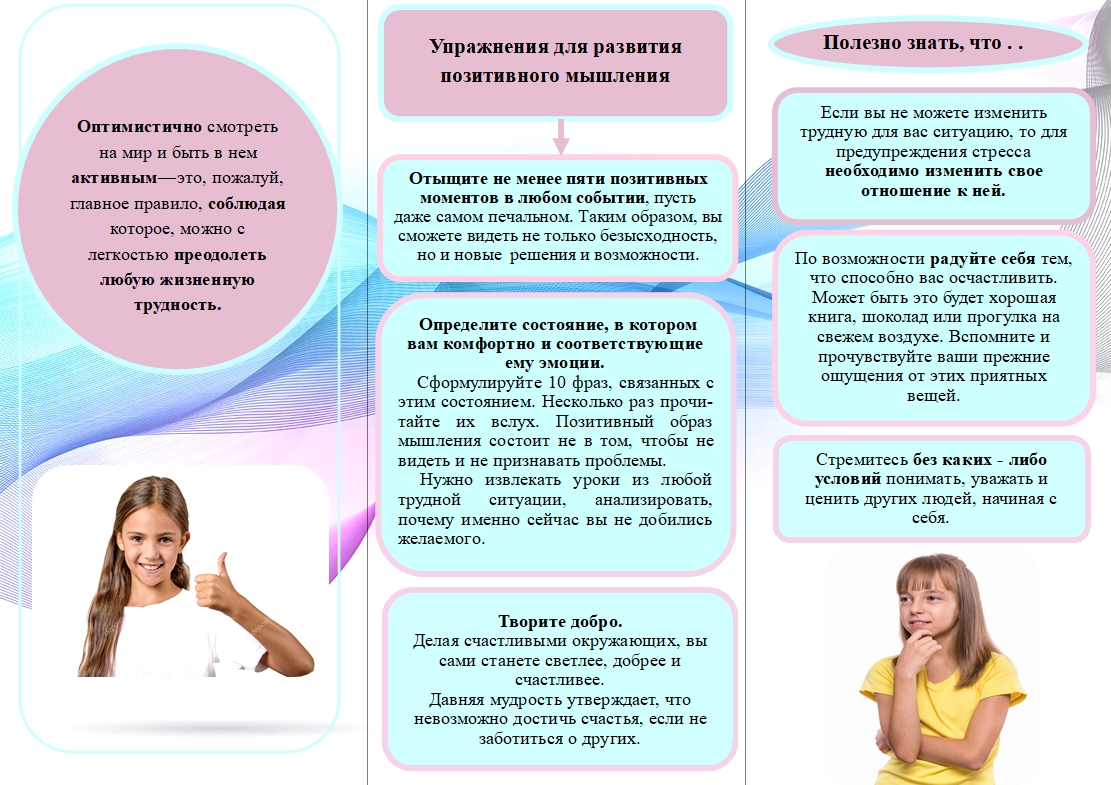 Оптимистично смотреть
на мир и быть в нем
активным—это, пожалуй,
главное правило, соблюдая
которое, можно с
легкостью преодолеть
любую жизненную
трудность.
Упражнения для развития
позитивного мышления
Отыщите не менее пяти позитивных
моментов в любом событии, пусть
даже самом печальном. Таким образом, вы
сможете видеть не только безысходность,
но и новые решения и возможности.
Определите состояние, в котором
вам комфортно и соответствующие
ему эмоции.
Сформулируйте 10 фраз, связанных с
этим состоянием. Несколько раз прочи-
тайте их вслух. Позитивный образ
мышления состоит не в том, чтобы не
видеть и не признавать проблемы.
Нужно извлекать уроки из любой
трудной ситуации, анализировать,
почему именно сейчас вы не добились
желаемого.
Творите добро.
Делая счастливыми окружающих, вы
сами станете светлее, добрее и
счастливее.
Давняя мудрость утверждает, что
невозможно достичь счастья, если не
заботиться о других.
Полезно знать, что . .
Если вы не можете изменить
трудную для вас ситуацию, то для
предупреждения стресса
необходимо изменить свое
отношение к ней.
По возможности радуйте себя тем,
что способно вас осчастливить.
Может быть это будет хорошая
книга, шоколад или прогулка на
свежем воздухе. Вспомните и
прочувствуйте ваши прежние
ощущения от этих приятных
вещей.
Стремитесь без каких - либо
условий понимать, уважать и
ценить других людей, начиная с
себя.